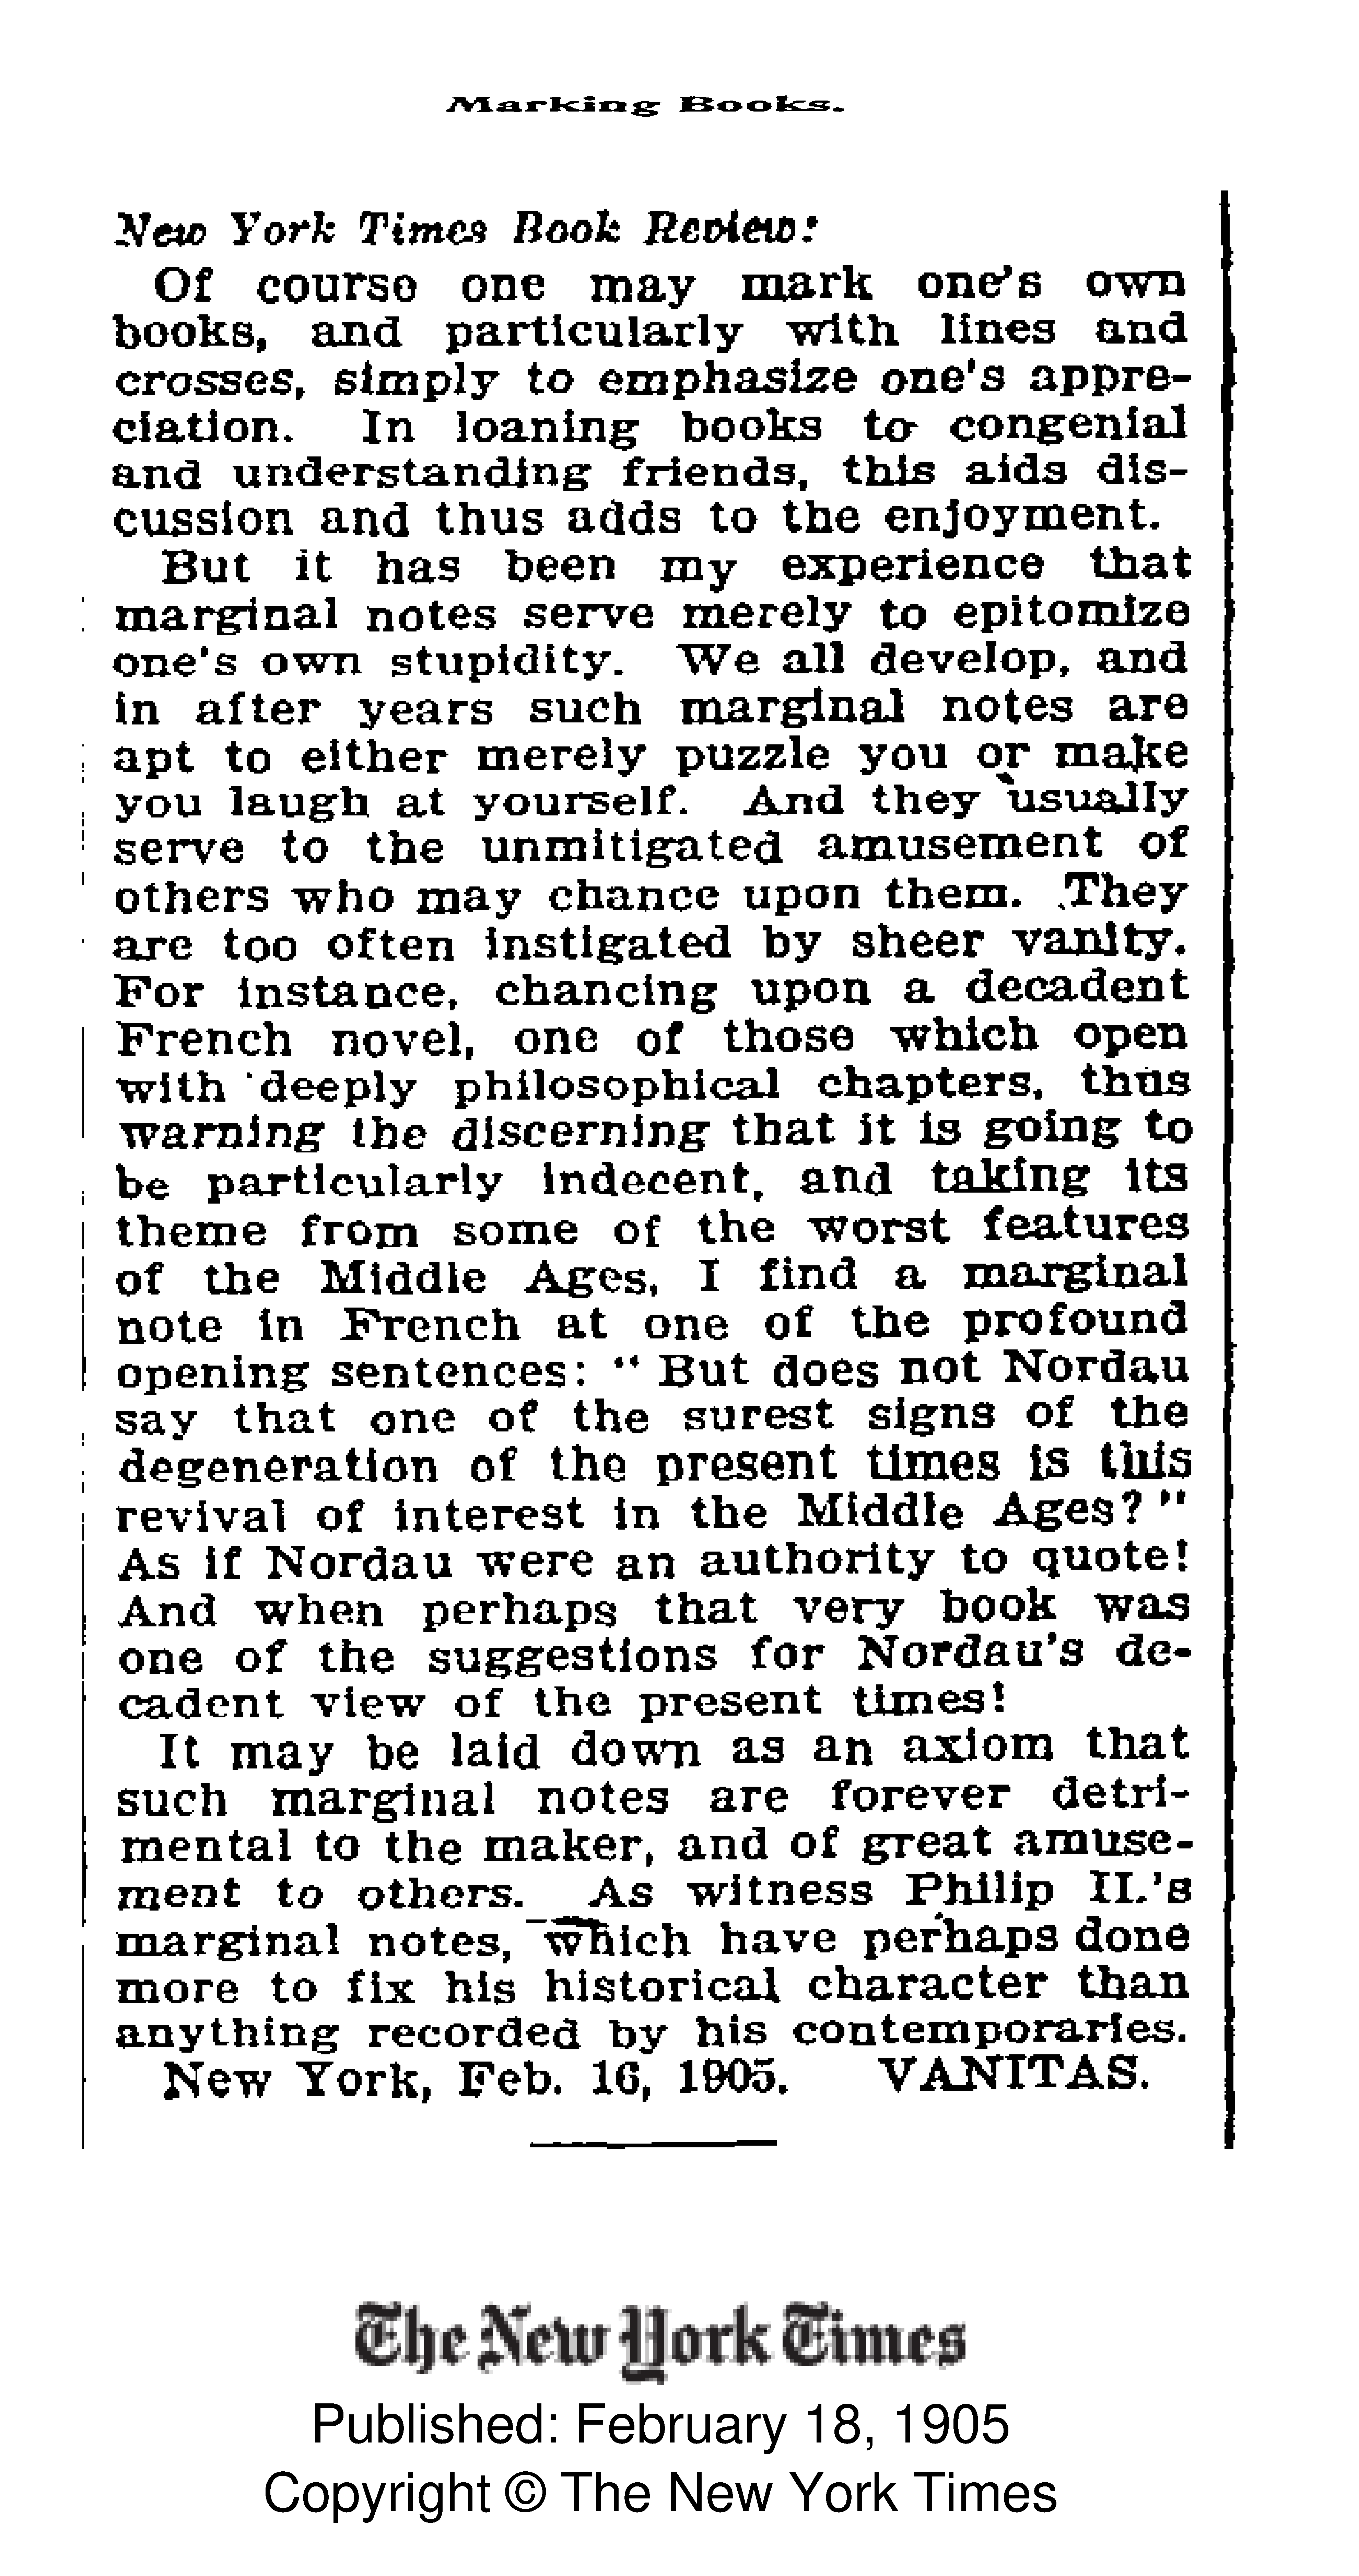 Marking Books.
New York Times Book Review:
Of course one may mark one's own
books, and particularly with lines and
crosses, simply to emphasize one's appre-
ciation. In loaning books to congenial
and understanding friends, this aids dis-
cussion and thus adds to the enjoyment.
But it has been my experience that
marginal notes serve merely to epitomize
one's own stupidity. We all develop, and
in after years such marginal notes are
apt to either merely puzzle you or make
you laugh at yourself. And they usually
serve to the unmitigated amusement of
others who may chance upon them. They
are too often instigated by sheer vanity.
For instance, chancing upon a decadent
French novel, one of those which open
with deeply philosophical chapters, thus
warning the discerning that it is going to
be particularly indecent, and taking its
theme from some of the worst features
of the Middle Ages, I find a marginal
note in French at one of the profound
opening sentences: "But does not Nordau
say that one of the surest signs of the
degeneration of the present times is this
revival of interest in the Middle Ages?"
As if Nordau were an authority to quote!
And when perhaps that very book was
one of the suggestions for Nordau's de-
cadent view of the present times!
It may be laid down as an axiom that
such marginal notes are forever detri-
mental to the maker, and of great amuse-
ment to others. As witness Philip II.'s
marginal notes, which have perhaps done
more to fix his historical character than
anything recorded by his contemporaries.
New York, Feb. 16, 1905. VANITAS.
The New York Times
Published: February 18, 1905
Copyright © The New York Times